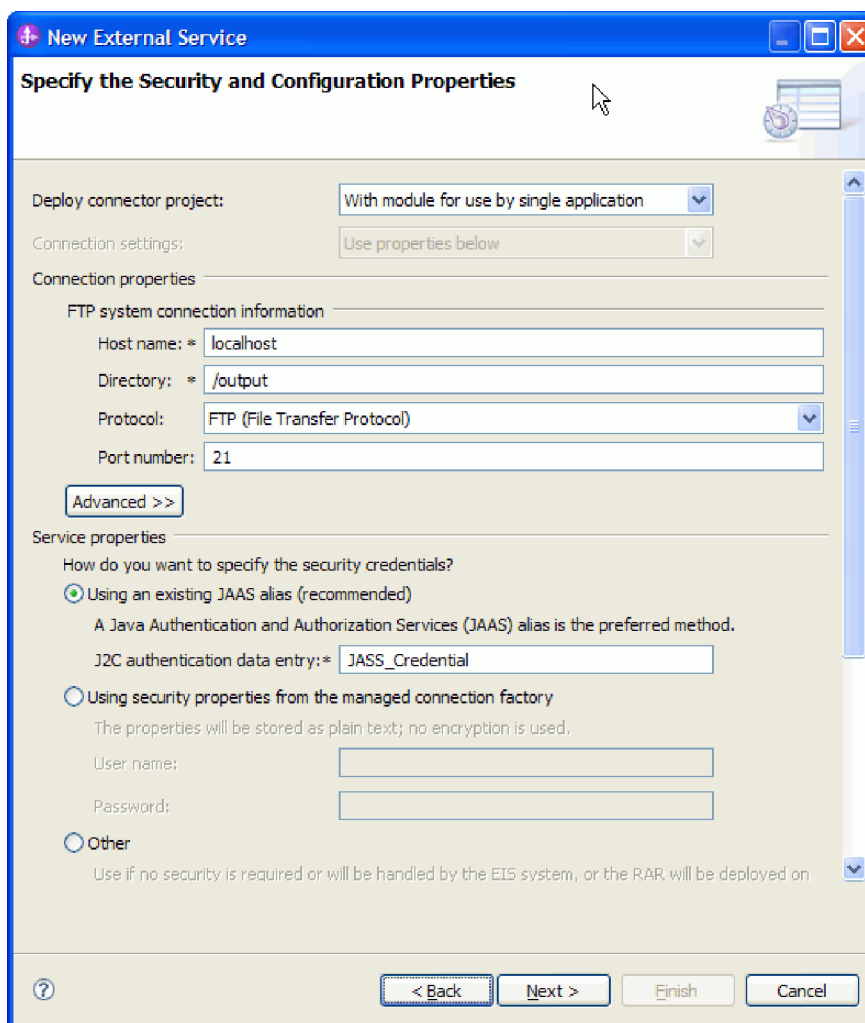 New External Service
Specify the Security and Configuration Properties
Deploy connector project: With module for use by single application
Connection settings: Use properties below
Connection properties
FTP system connection information
Host name: * localhost
Directory: * /output
Protocol: FTP (File Transfer Protocol)
Port number: 21
Advanced >>
Service properties
How do you want to specify the security credentials?
Using an existing JAAS alias (recommended)
A Java Authentication and Authorization Services (JAAS) alias is the preferred method.
J2C authentication data entry:* JASS_Credential
Using security properties from the managed connection factory
The properties will be stored as plain text; no encryption is used.
User name:
Password:
Other
Use if no security is required or will be handled by the EIS system, or the RAR will be deployed on
? < Back Next > Finish Cancel